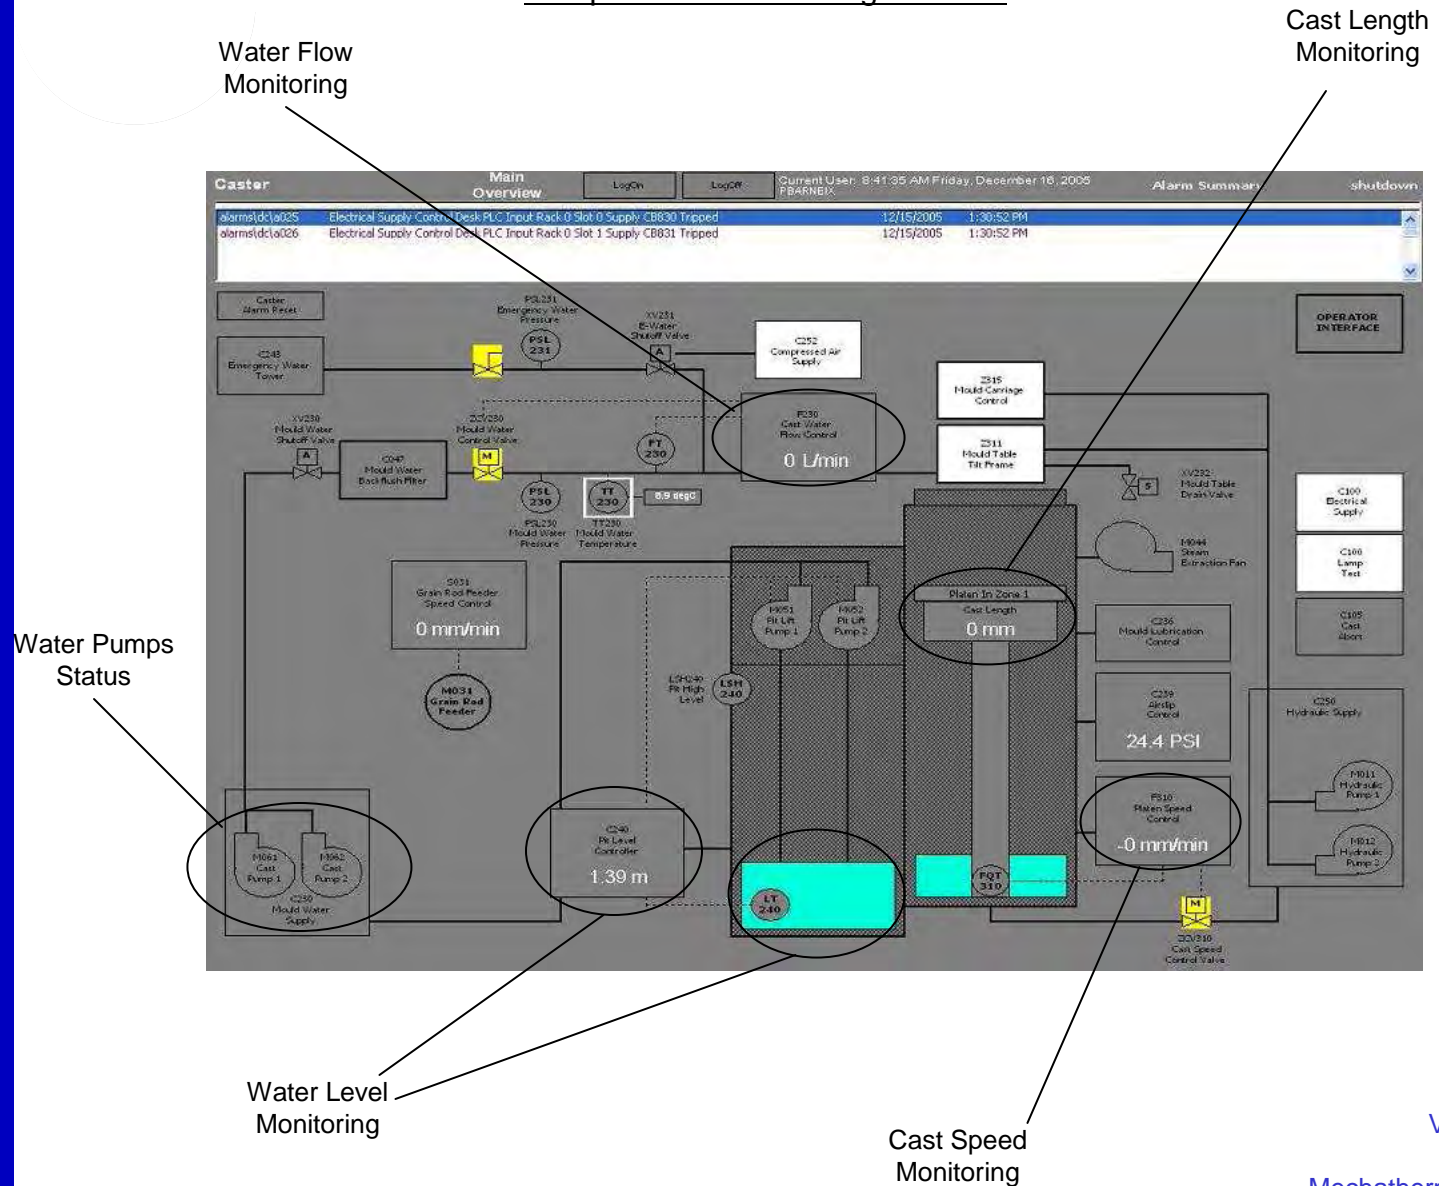 Cast Length
Monitoring
Water Flow
Monitoring
Caster
Main
Overview
LogOn
LogOff
Current User: 8:41:35 AM Friday, December 16, 2005
PBARNEIX
Alarm Summary
shutdown
alarms\dc\a025 Electrical Supply Control Desk PLC Input Rack 0 Slot 0 Supply CB830 Tripped 12/15/2005 1:30:52 PM
alarms\dc\a026 Electrical Supply Control Desk PLC Input Rack 0 Slot 1 Supply CB831 Tripped 12/15/2005 1:30:52 PM
Caster
Alarm Reset
PSL231
Emergency Water
Pressure
XV231
E-Water
Shutoff Valve
OPERATOR
INTERFACE
C243
Emergency Water
Tower
PSL
231
A
C252
Compressed Air
Supply
Z315
Mould Carriage
Control
XV230
Mould Water
Shutoff Valve
A
C047
Mould Water
Backflush Filter
ZCV230
Mould Water
Control Valve
M
FT
230
F230
Cast Water
Flow Control
0 L/min
Z311
Mould Table
Tilt Frame
XV232
Mould Table
Drain Valve
S
PSL
230
TT
230
8.9 degC
PSL230
Mould Water
Pressure
TT230
Mould Water
Temperature
C100
Electrical
Supply
M044
Steam
Extraction Fan
C100
Lamp
Test
S031
Grain Rod Feeder
Speed Control
0 mm/min
M051
Pit Lift
Pump 1
M052
Pit Lift
Pump 2
Platen In Zone 1
Cast Length
0 mm
C236
Mould Lubrication
Control
C105
Cast
Abort
Water Pumps
Status
M031
Grain Rod
Feeder
LSH240
Pit High
Level
LSH
240
C239
Airslip
Control
24.4 PSI
C250
Hydraulic Supply
M011
Hydraulic
Pump 1
M012
Hydraulic
Pump 2
M061
Cast
Pump 1
M062
Cast
Pump 2
C230
Mould Water
Supply
C240
Pit Level
Controller
1.39 m
LT
240
PQT
310
FS10
Platen Speed
Control
-0 mm/min
M
ZCV310
Cast Speed
Control Valve
Water Level
Monitoring
Cast Speed
Monitoring